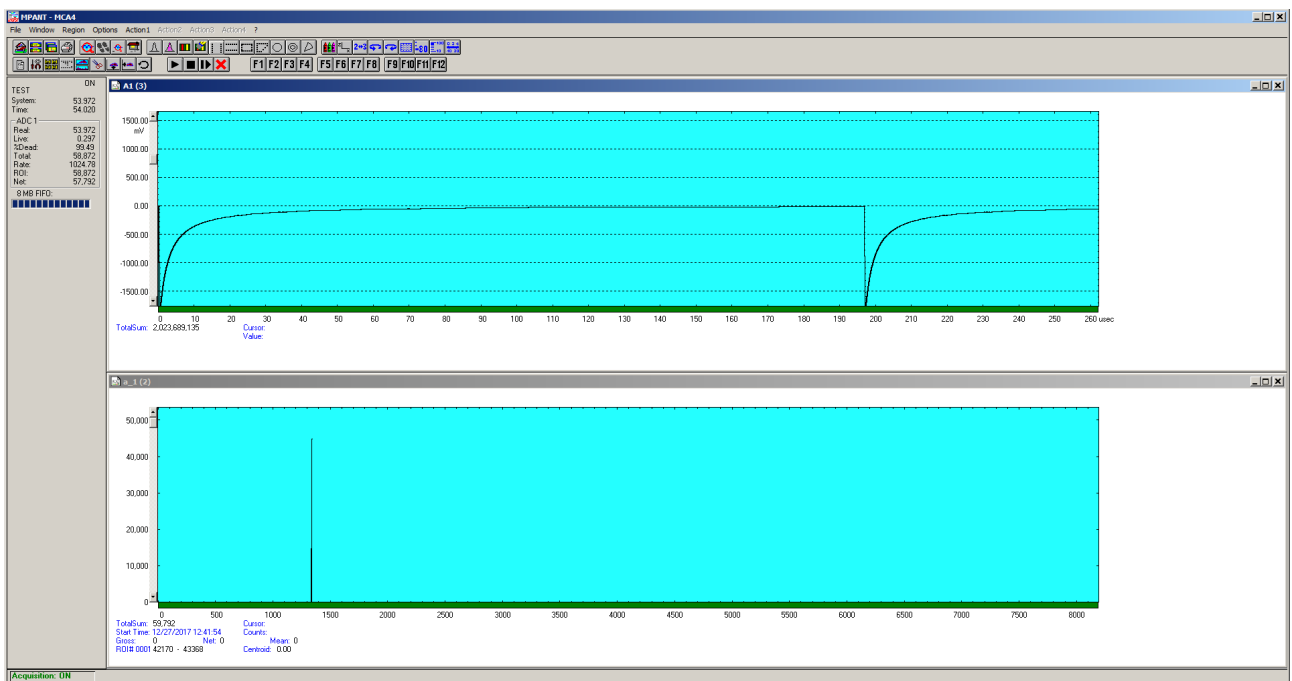 MPANT - MCA4
File Window Region Options Action1 Action2 Action3 Action4 ?
F1 F2 F3 F4 F5 F6 F7 F8 F9 F10 F11 F12
ON
TEST
System: 53.972
Time: 54.020
ADC 1
Real: 53.972
Live: 0.297
%Dead: 99.49
Total: 58,872
Rate: 1024.78
ROI: 58,872
Net: 57,792
8 MB FIFO:
A1 (3)
1500.00
mV
1000.00
500.00
0.00
-500.00
-1000.00
-1500.00
0 10 20 30 40 50 60 70 80 90 100 110 120 130 140 150 160 170 180 190 200 210 220 230 240 250 260 usec
TotalSum: 2,023,689,135 Cursor:
Value:
a_1 (2)
50,000
40,000
30,000
20,000
10,000
0
0 500 1000 1500 2000 2500 3000 3500 4000 4500 5000 5500 6000 6500 7000 7500 8000
TotalSum: 59,792 Cursor:
Start Time: 12/27/2017 12:41:54 Counts:
Gross: 0 Net: 0 Mean: 0
ROI# 0001 42170 - 43368 Centroid: 0.00
Acquisition: ON